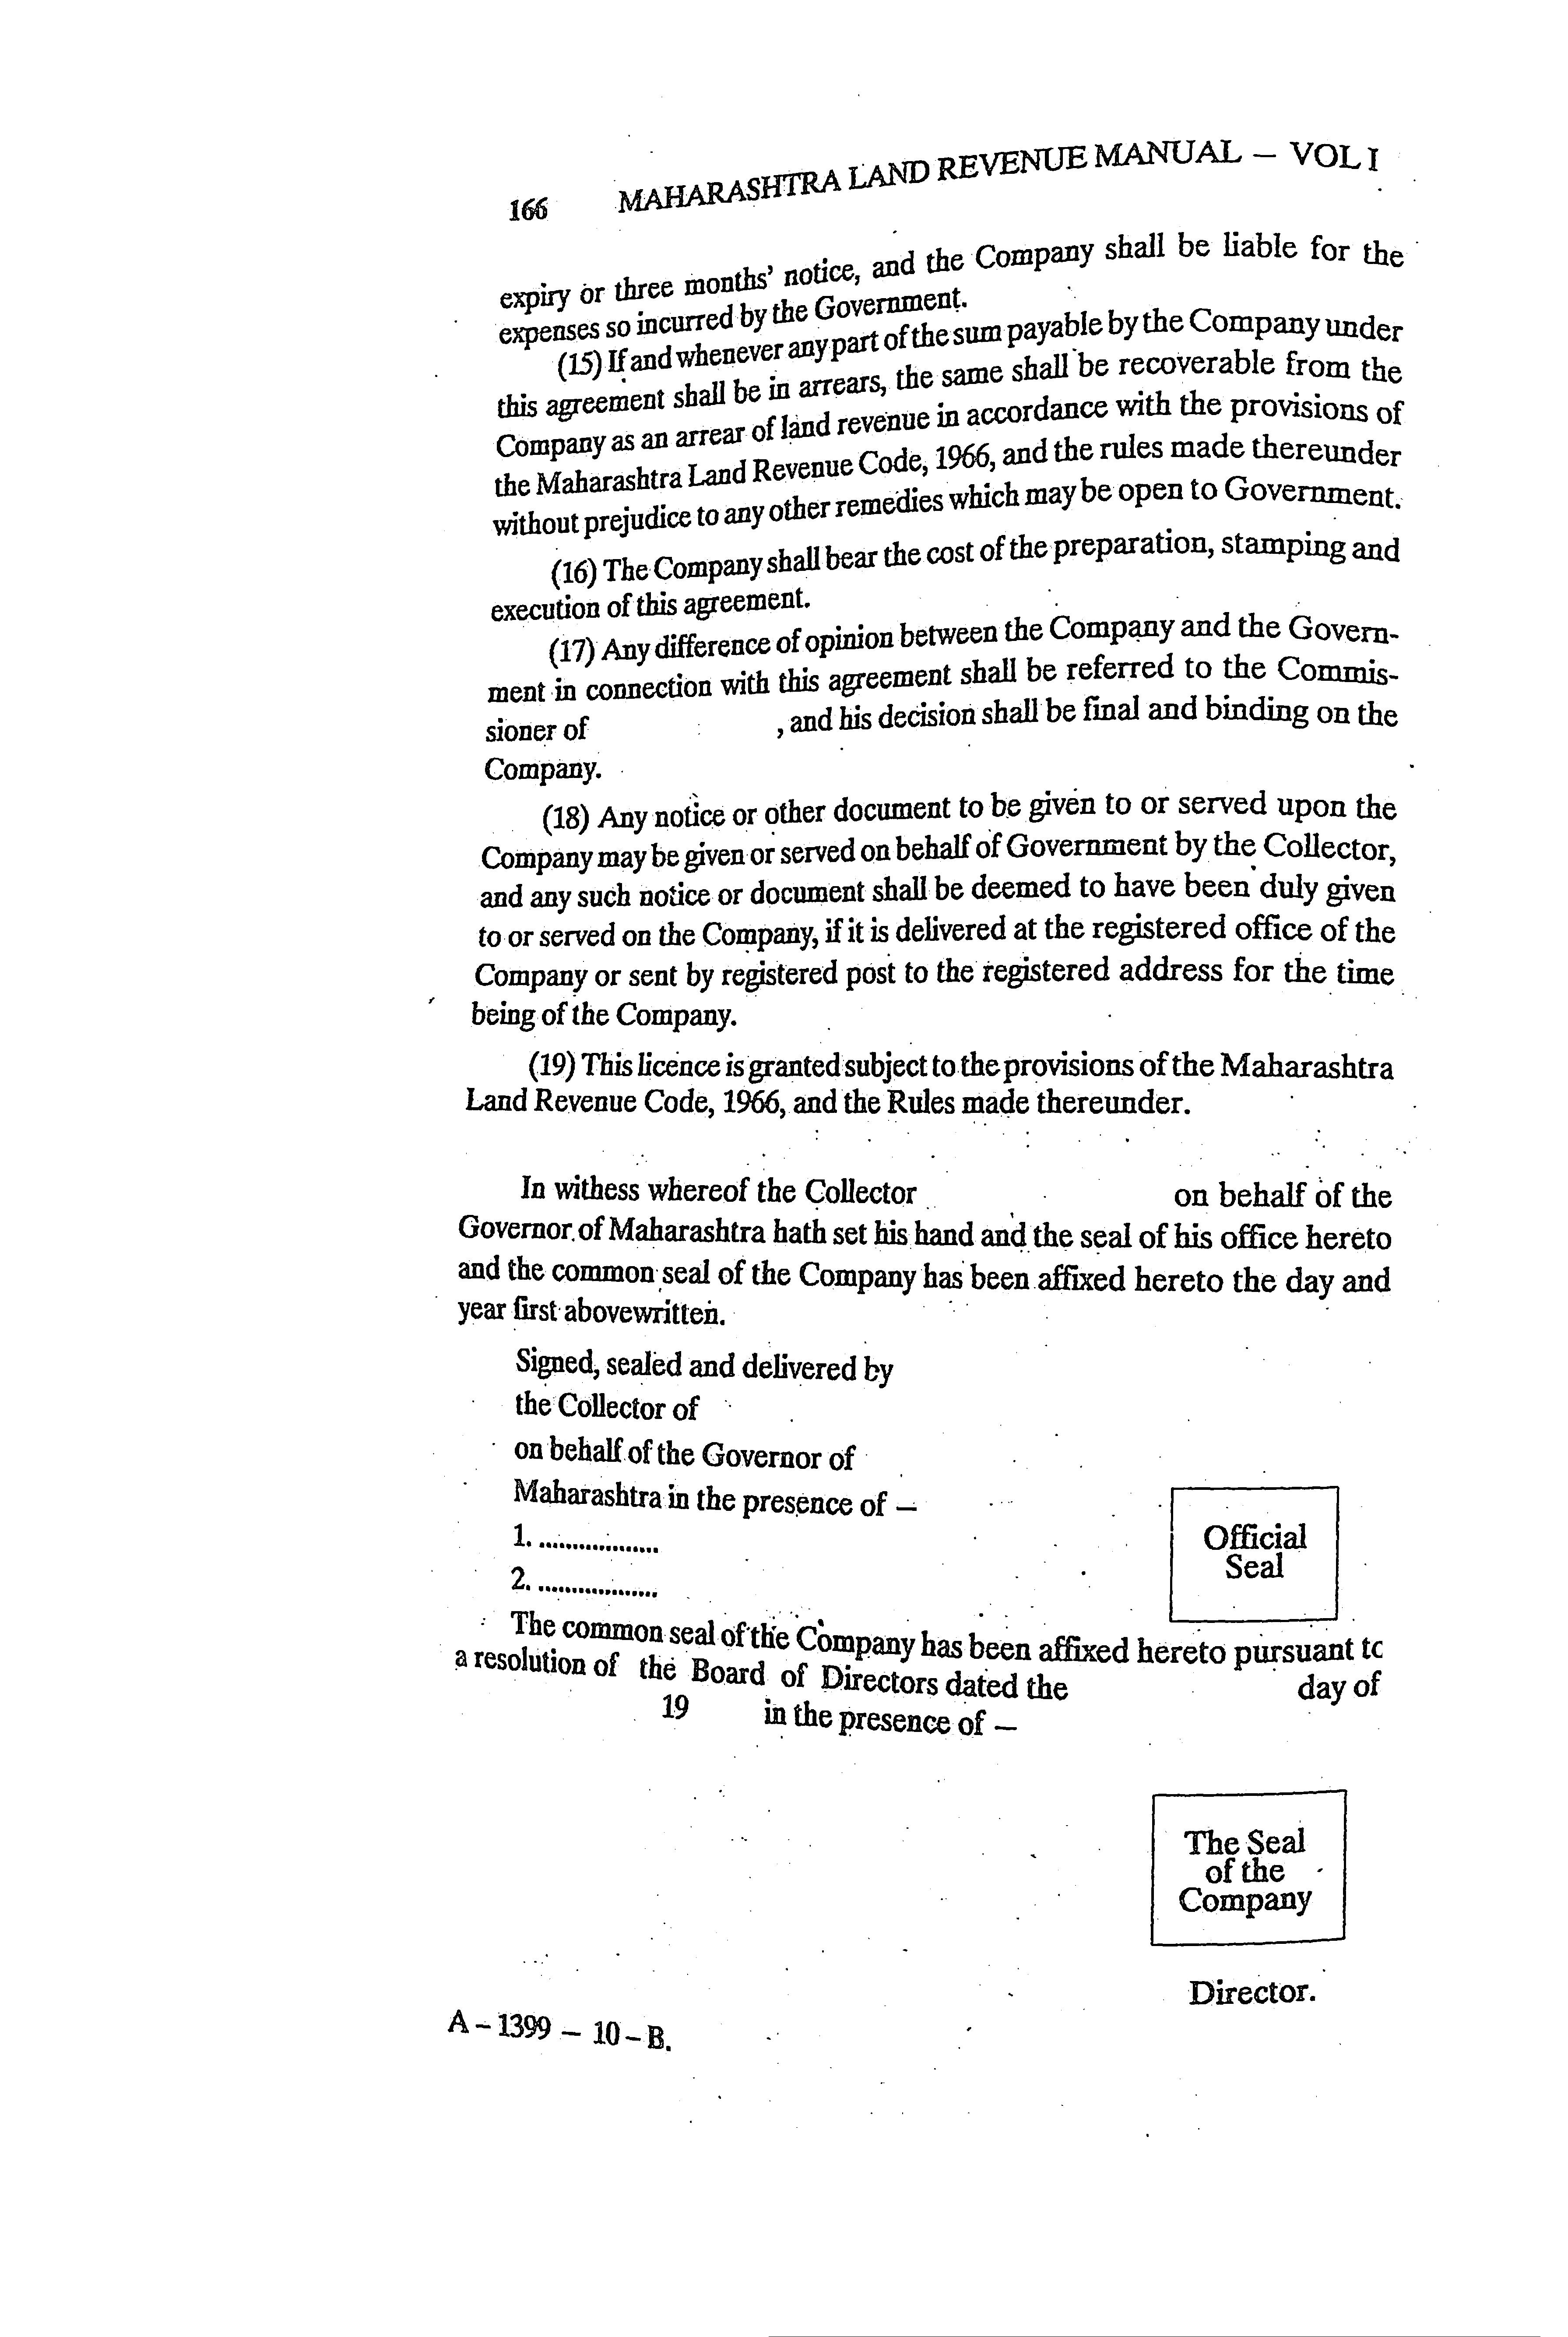 166 MAHARASHTRA LAND REVENUE MANUAL — VOL I
expiry or three months' notice, and the Company shall be liable for the
expenses so incurred by the Government.
(15) If and whenever any part of the sum payable by the Company under
this agreement shall be in arrears, the same shall be recoverable from the
Company as an arrear of land revenue in accordance with the provisions of
the Maharashtra Land Revenue Code, 1966, and the rules made thereunder
without prejudice to any other remedies which may be open to Government.
(16) The Company shall bear the cost of the preparation, stamping and
execution of this agreement.
(17) Any difference of opinion between the Company and the Govern-
ment in connection with this agreement shall be referred to the Commis-
sioner of , and his decision shall be final and binding on the
Company.
(18) Any notice or other document to be given to or served upon the
Company may be given or served on behalf of Government by the Collector,
and any such notice or document shall be deemed to have been duly given
to or served on the Company, if it is delivered at the registered office of the
Company or sent by registered post to the registered address for the time
being of the Company.
(19) This licence is granted subject to the provisions of the Maharashtra
Land Revenue Code, 1966, and the Rules made thereunder.
In withess whereof the Collector on behalf of the
Governor of Maharashtra hath set his hand and the seal of his office hereto
and the common seal of the Company has been affixed hereto the day and
year first abovewritten.
Signed, sealed and delivered by
the Collector of
on behalf of the Governor of
Maharashtra in the presence of —
1. ..................
2. ..................
Official
Seal
The common seal of the Company has been affixed hereto pursuant to
a resolution of the Board of Directors dated the day of
19 in the presence of —
The Seal
of the
Company
Director.
A – 1399 – 10 – B.